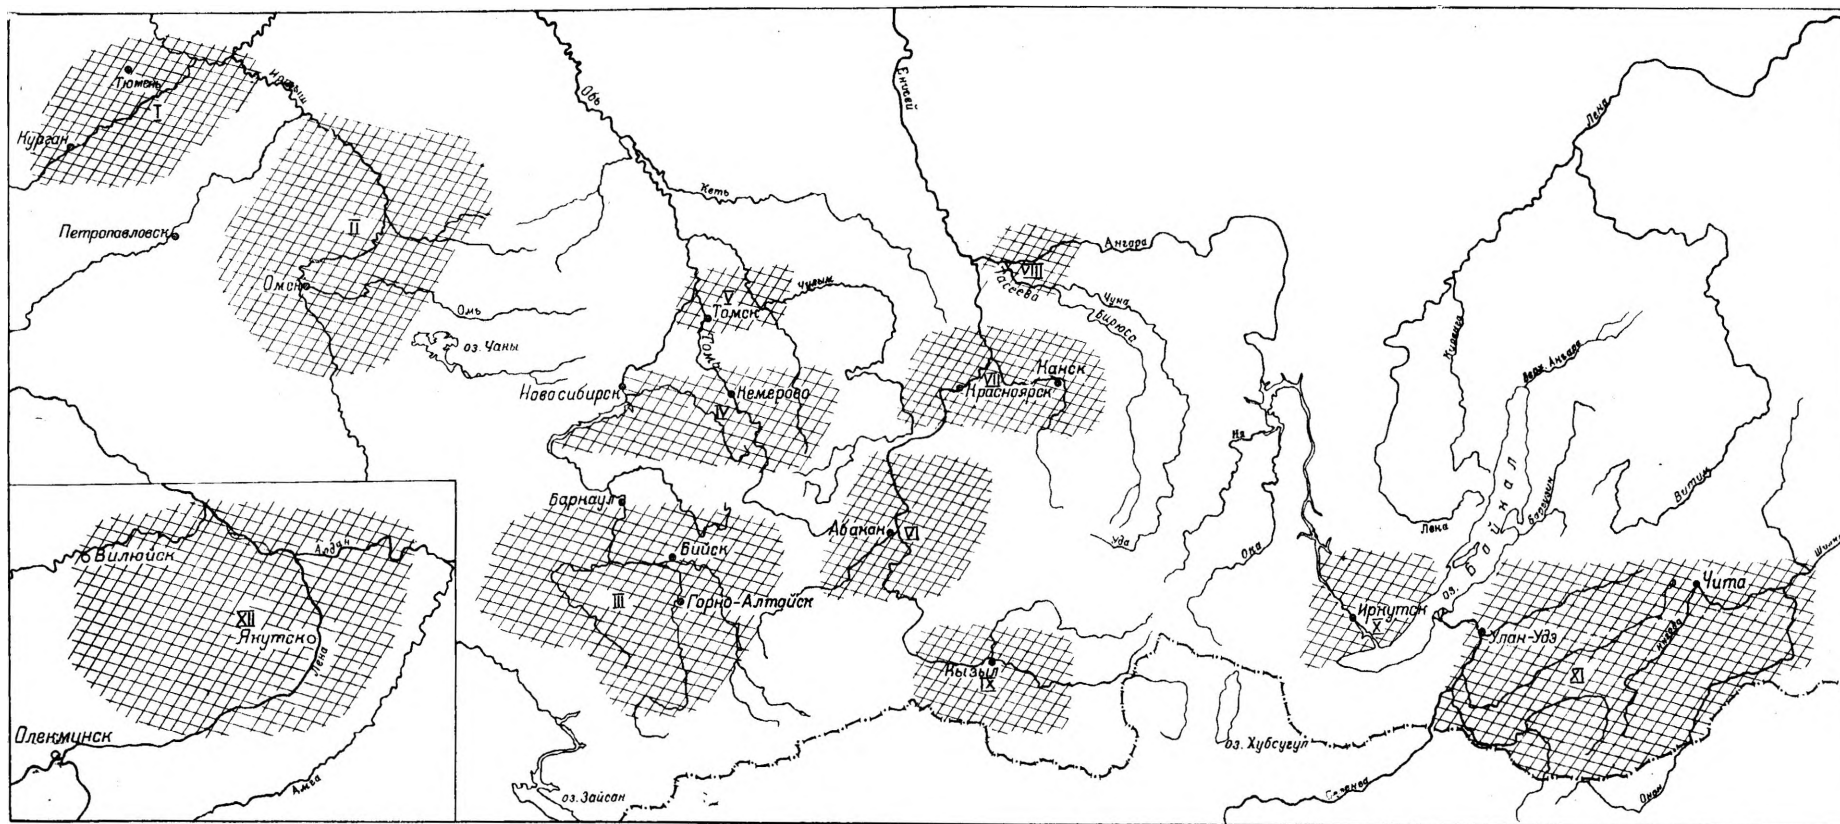 Тюмень
Иртыш
I
Курган
Обь
Енисей
Лена
Кеть
Петропавловск
II
Ангара
VIII
Тасеева
Чуна
Бирюса
Омск
Омь
оз. Чаны
V
Томск
Томь
Чулым
Киренга
Верх. Ангара
Новосибирск
Кемерово
IV
VII
Красноярск
Канск
Ия
Витим
Барнаул
Абакан
VI
Уда
Ока
Лена
оз. Байкал
Баргузин
Шилка
Вилюйск
Алдан
XII
Якутск
Лена
Олекминск
Амга
Бийск
III
Горно-Алтайск
Иркутск
X
Чита
Улан-Удэ
Ингода
XI
Кызыл
IX
оз. Хубсугул
оз. Зайсан
Селенга
Онон